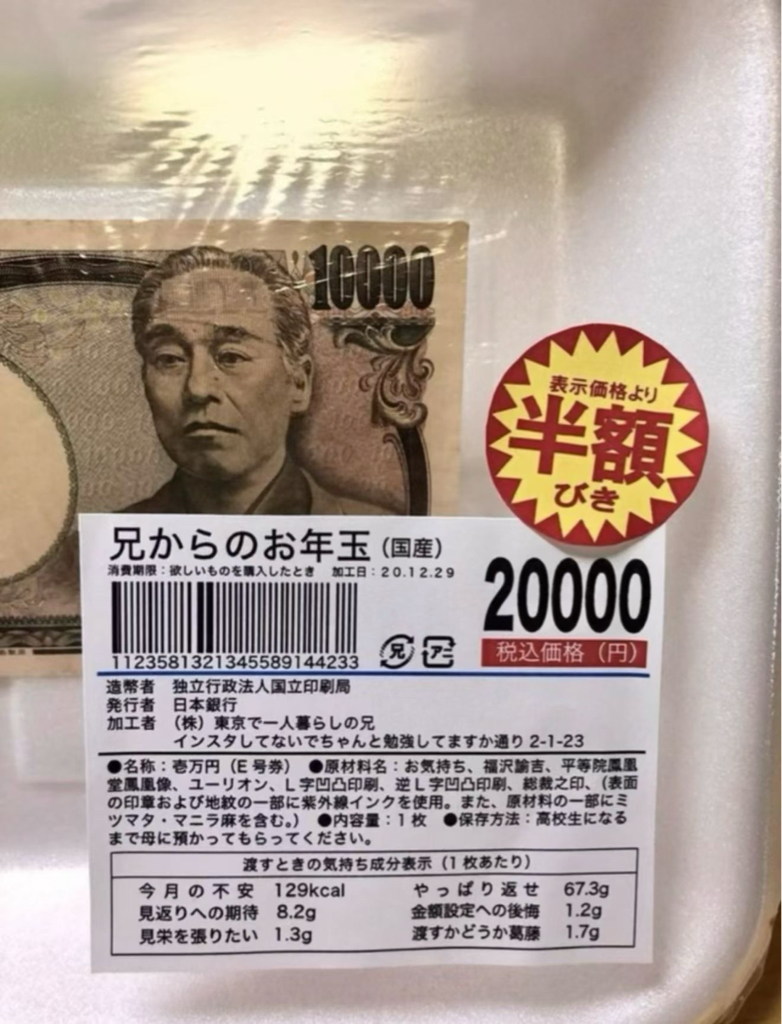 10000
表示価格より
半額
びき
兄からのお年玉(国産)
消費期限:欲しいものを購入したとき 加工日:20.12.29
20000
税込価格(円)
11235813213455891442​33
兄 アニ
造幣者 独立行政法人国立印刷局
発行者 日本銀行
加工者 (株)東京で一人暮らしの兄
インスタしてないでちゃんと勉強してますか通り2-1-23
●名称:壱万円(E号券) ●原材料名:お気持ち、福沢諭吉、平等院鳳凰
堂鳳凰像、ユーリオン、L字凹凸印刷、逆L字凹凸印刷、総裁之印、(表面
の印章および地紋の一部に紫外線インクを使用。また、原材料の一部にミ
ツマタ・マニラ麻を含む。) ●内容量:1枚 ●保存方法:高校生になる
まで母に預かってもらってください。
渡すときの気持ち成分表示(1枚あたり)
今月の不安 129kcal やっぱり返せ 67.3g
見返りへの期待 8.2g 金額設定への後悔 1.2g
見栄を張りたい 1.3g 渡すかどうか葛藤 1.7g